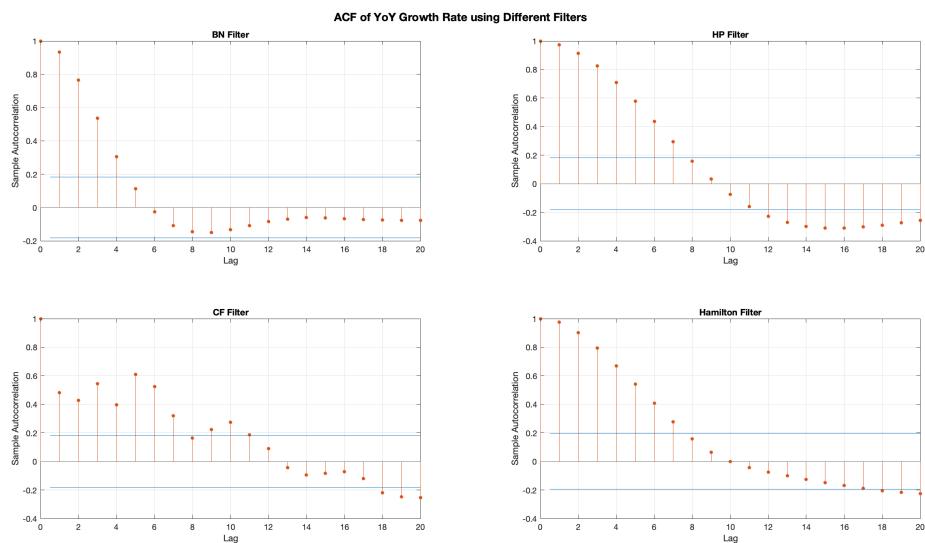 ACF of YoY Growth Rate using Different Filters
BN Filter
Sample Autocorrelation
1
0.8
0.6
0.4
0.2
0
-0.2
0 2 4 6 8 10 12 14 16 18 20
Lag
HP Filter
Sample Autocorrelation
1
0.8
0.6
0.4
0.2
0
-0.2
-0.4
0 2 4 6 8 10 12 14 16 18 20
Lag
CF Filter
Sample Autocorrelation
1
0.8
0.6
0.4
0.2
0
-0.2
-0.4
0 2 4 6 8 10 12 14 16 18 20
Lag
Hamilton Filter
Sample Autocorrelation
1
0.8
0.6
0.4
0.2
0
-0.2
-0.4
0 2 4 6 8 10 12 14 16 18 20
Lag